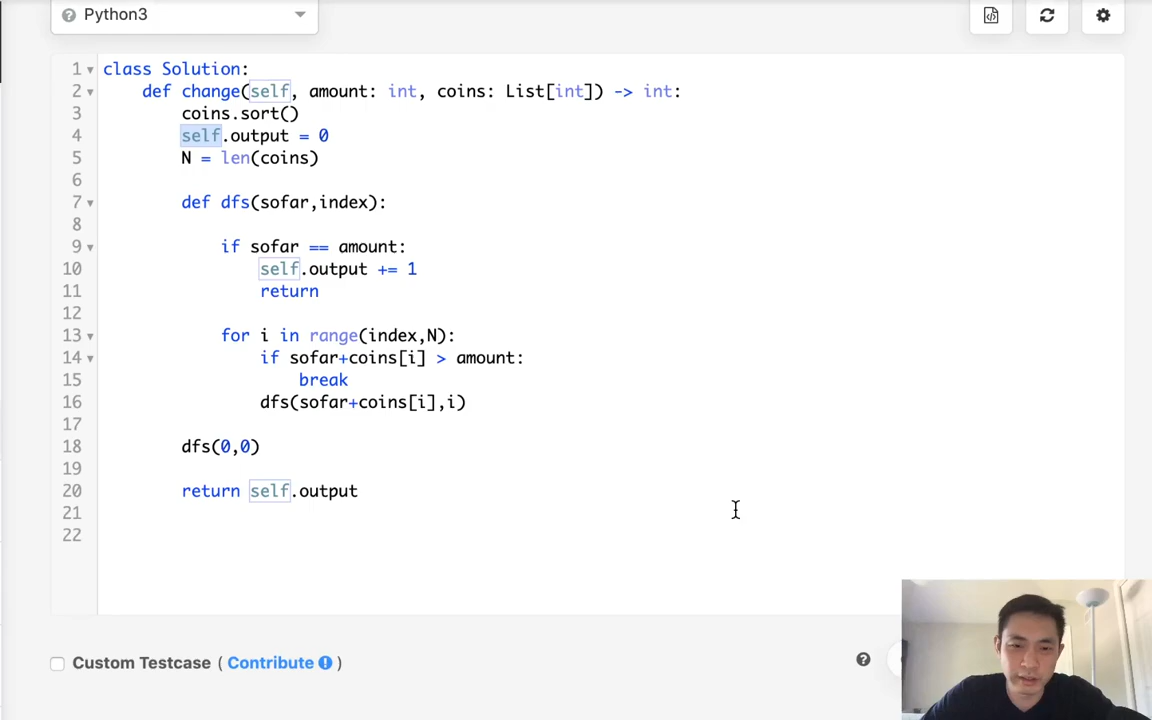 Python3
1 class Solution:
2 def change(self, amount: int, coins: List[int]) -> int:
3 coins.sort()
4 self.output = 0
5 N = len(coins)
6
7 def dfs(sofar,index):
8
9 if sofar == amount:
10 self.output += 1
11 return
12
13 for i in range(index,N):
14 if sofar+coins[i] > amount:
15 break
16 dfs(sofar+coins[i],i)
17
18 dfs(0,0)
19
20 return self.output
21
22
Custom Testcase ( Contribute )